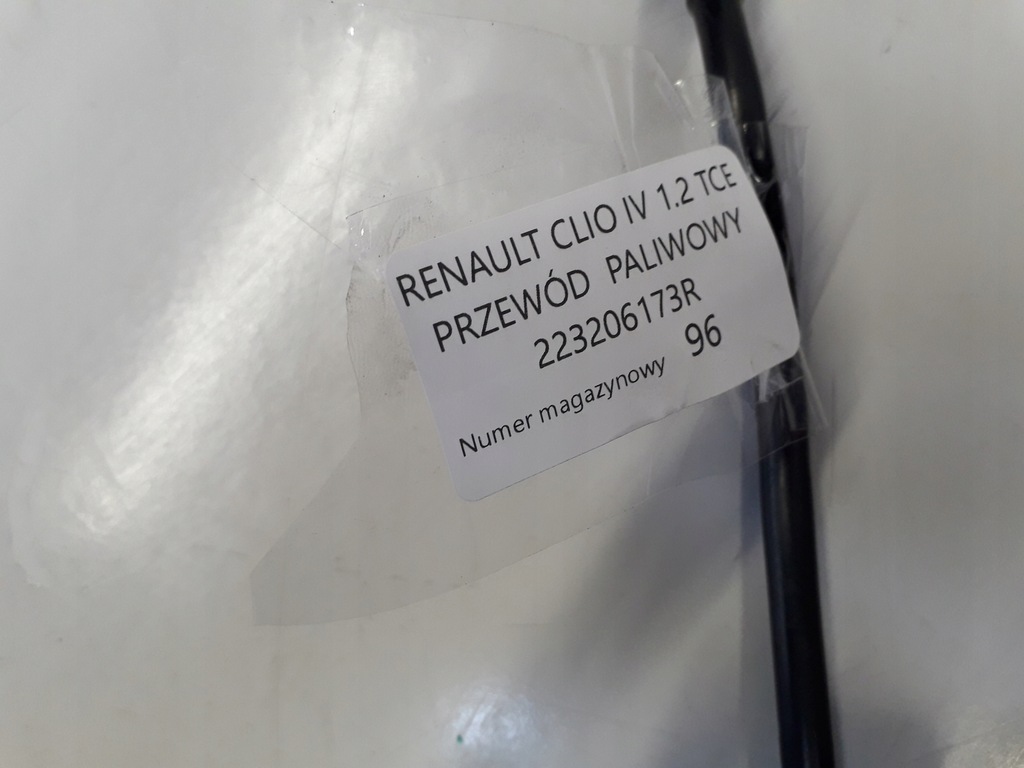 RENAULT CLIO IV 1.2 TCE
PRZEWÓD PALIWOWY
223206173R
Numer magazynowy 96